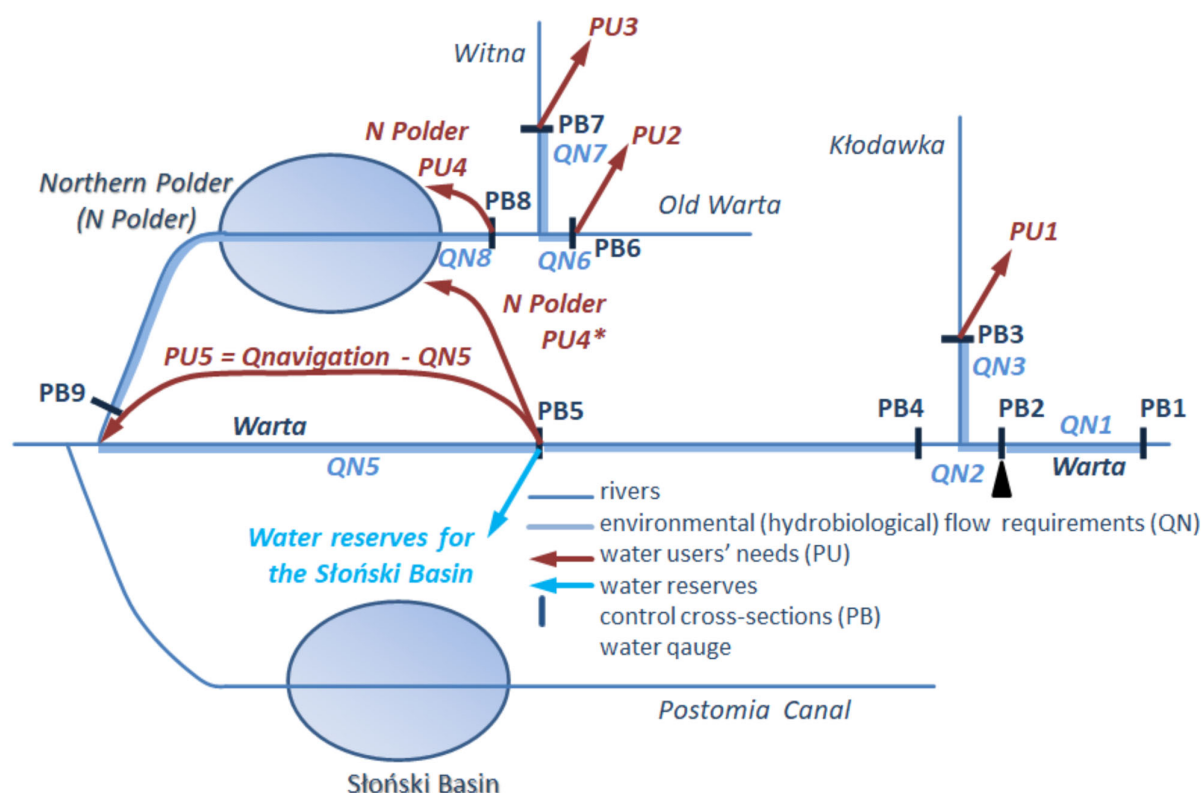 PU3
Witna
PB7
QN7
PU2
N Polder
PU4
Kłodawka
Northern Polder
(N Polder)
PB8
Old Warta
QN8
QN6
PB6
PU1
N Polder
PU4*
PB3
QN3
PU5 = Qnavigation - QN5
PB9
PB5
PB4
PB2
PB1
Warta
QN1
QN5
QN2
Warta
rivers
environmental (hydrobiological) flow requirements (QN)
water users' needs (PU)
water reserves
control cross-sections (PB)
water qauge
Water reserves for
the Słoński Basin
Postomia Canal
Słoński Basin